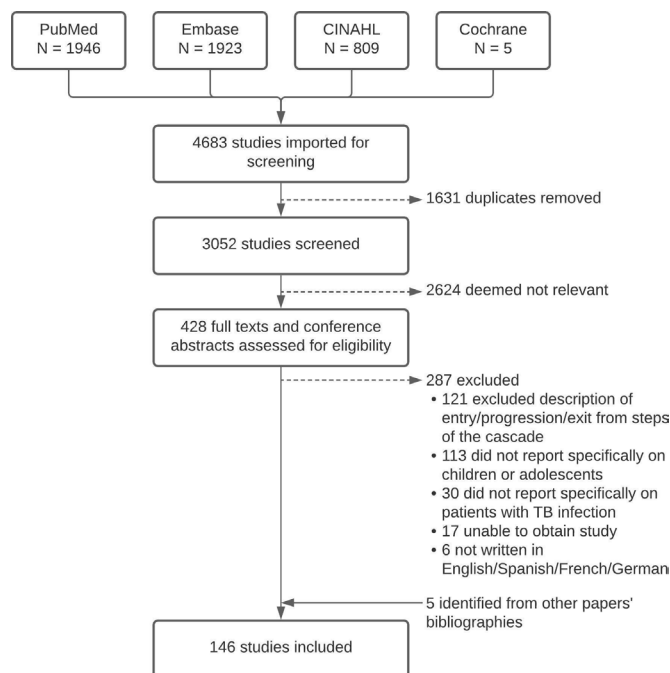 PubMed
N = 1946
Embase
N = 1923
CINAHL
N = 809
Cochrane
N = 5
4683 studies imported for
screening
1631 duplicates removed
3052 studies screened
2624 deemed not relevant
428 full texts and conference
abstracts assessed for eligibility
287 excluded
• 121 excluded description of
entry/progression/exit from steps
of the cascade
• 113 did not report specifically on
children or adolescents
• 30 did not report specifically on
patients with TB infection
• 17 unable to obtain study
• 6 not written in
English/Spanish/French/German
5 identified from other papers'
bibliographies
146 studies included